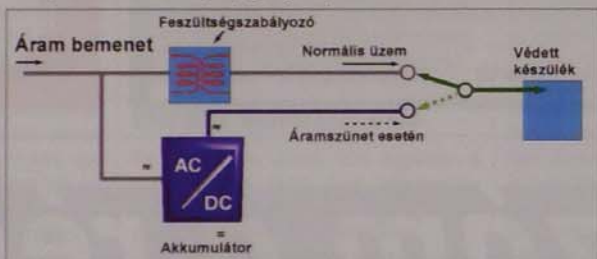 Feszültségszabályozó
Áram bemenet
Normális üzem
Védett
készülék
≈
Áramszünet esetén
≈
AC
DC
=
Akkumulátor